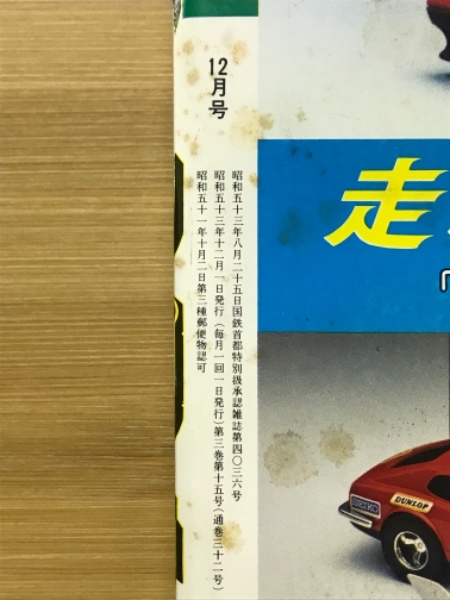 12月号
昭和五十三年八月二十五日国鉄首都特別扱承認雑誌第四〇三六号
昭和五十三年十二月一日発行(毎月一回一日発行)第三巻第十五号(通巻三十二号)
昭和五十一年十月二日第三種郵便物認可
走
SEIKO
DUNLOP